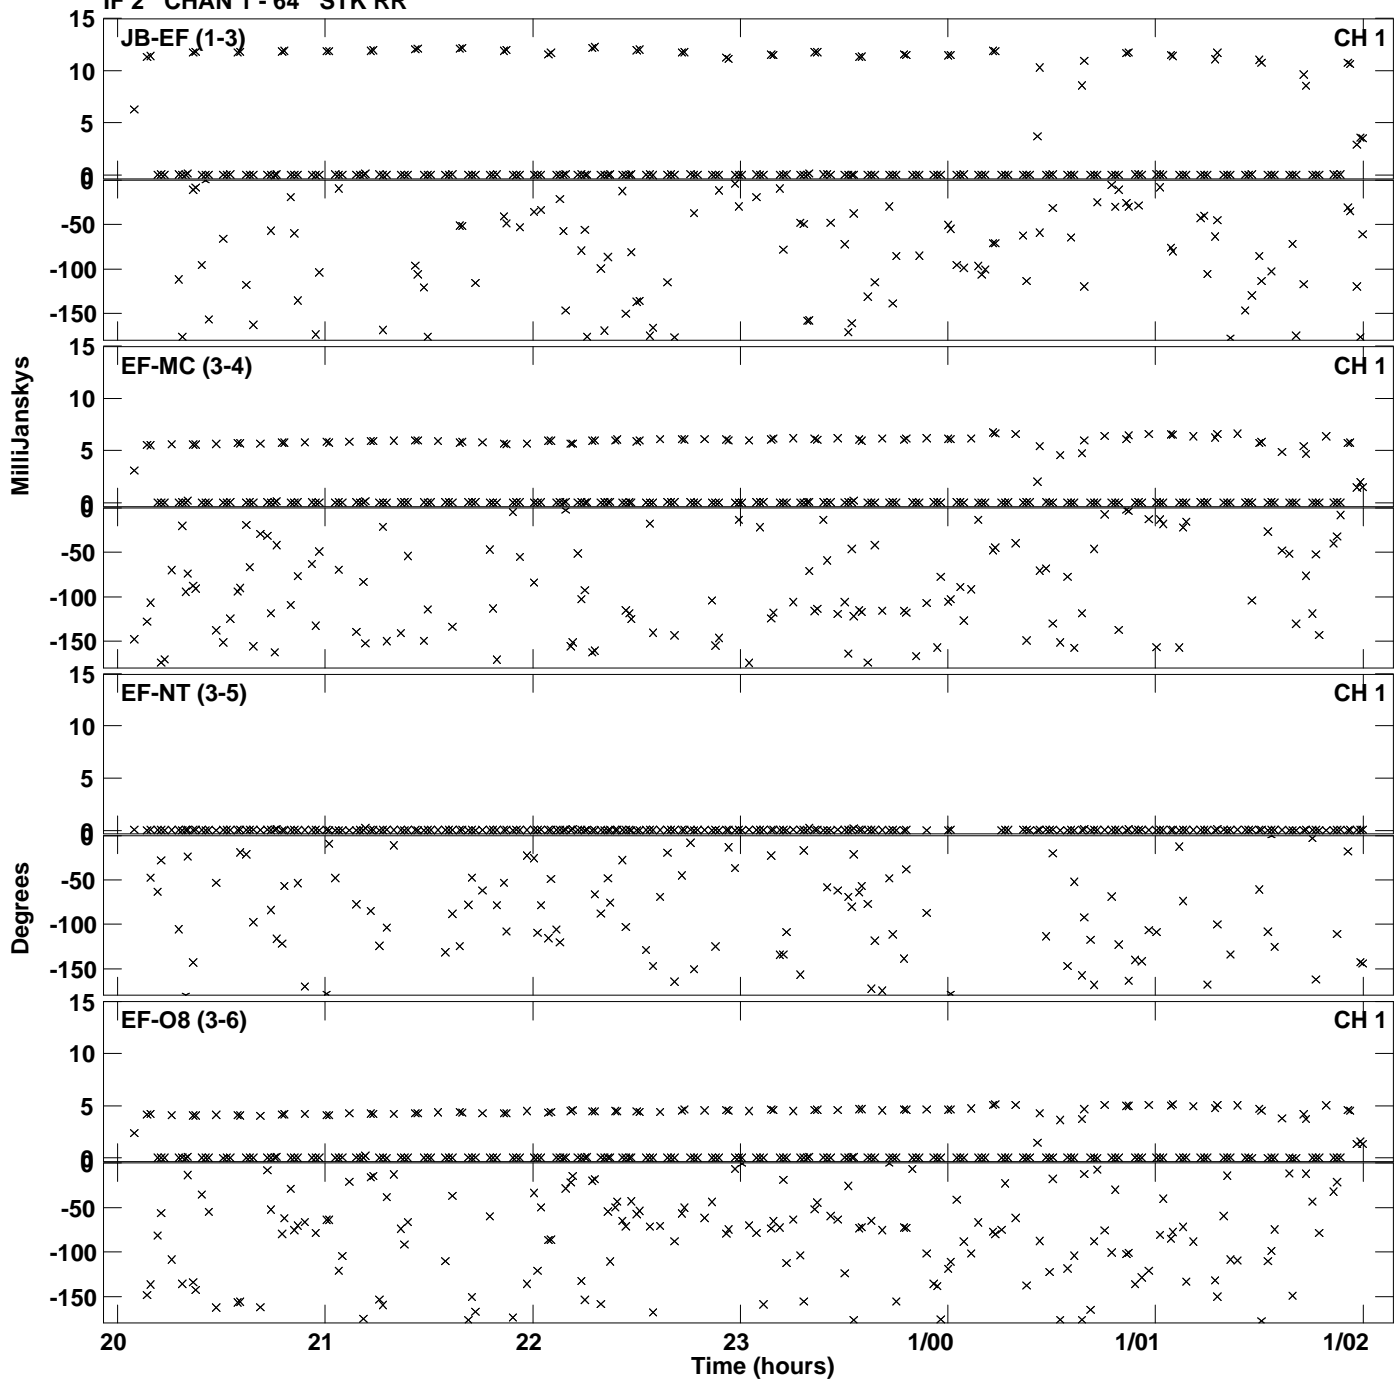 IF 2 CHAN 1 - 64 STK RR
15
JB-EF (1-3)
CH 1
10
5
0
0
-50
-100
-150
15
EF-MC (3-4)
CH 1
10
5
0
0
-50
-100
-150
MilliJanskys
15
EF-NT (3-5)
CH 1
10
5
0
0
-50
-100
-150
Degrees
15
EF-O8 (3-6)
CH 1
10
5
0
0
-50
-100
-150
20 21 22 23 1/00 1/01 1/02
Time (hours)